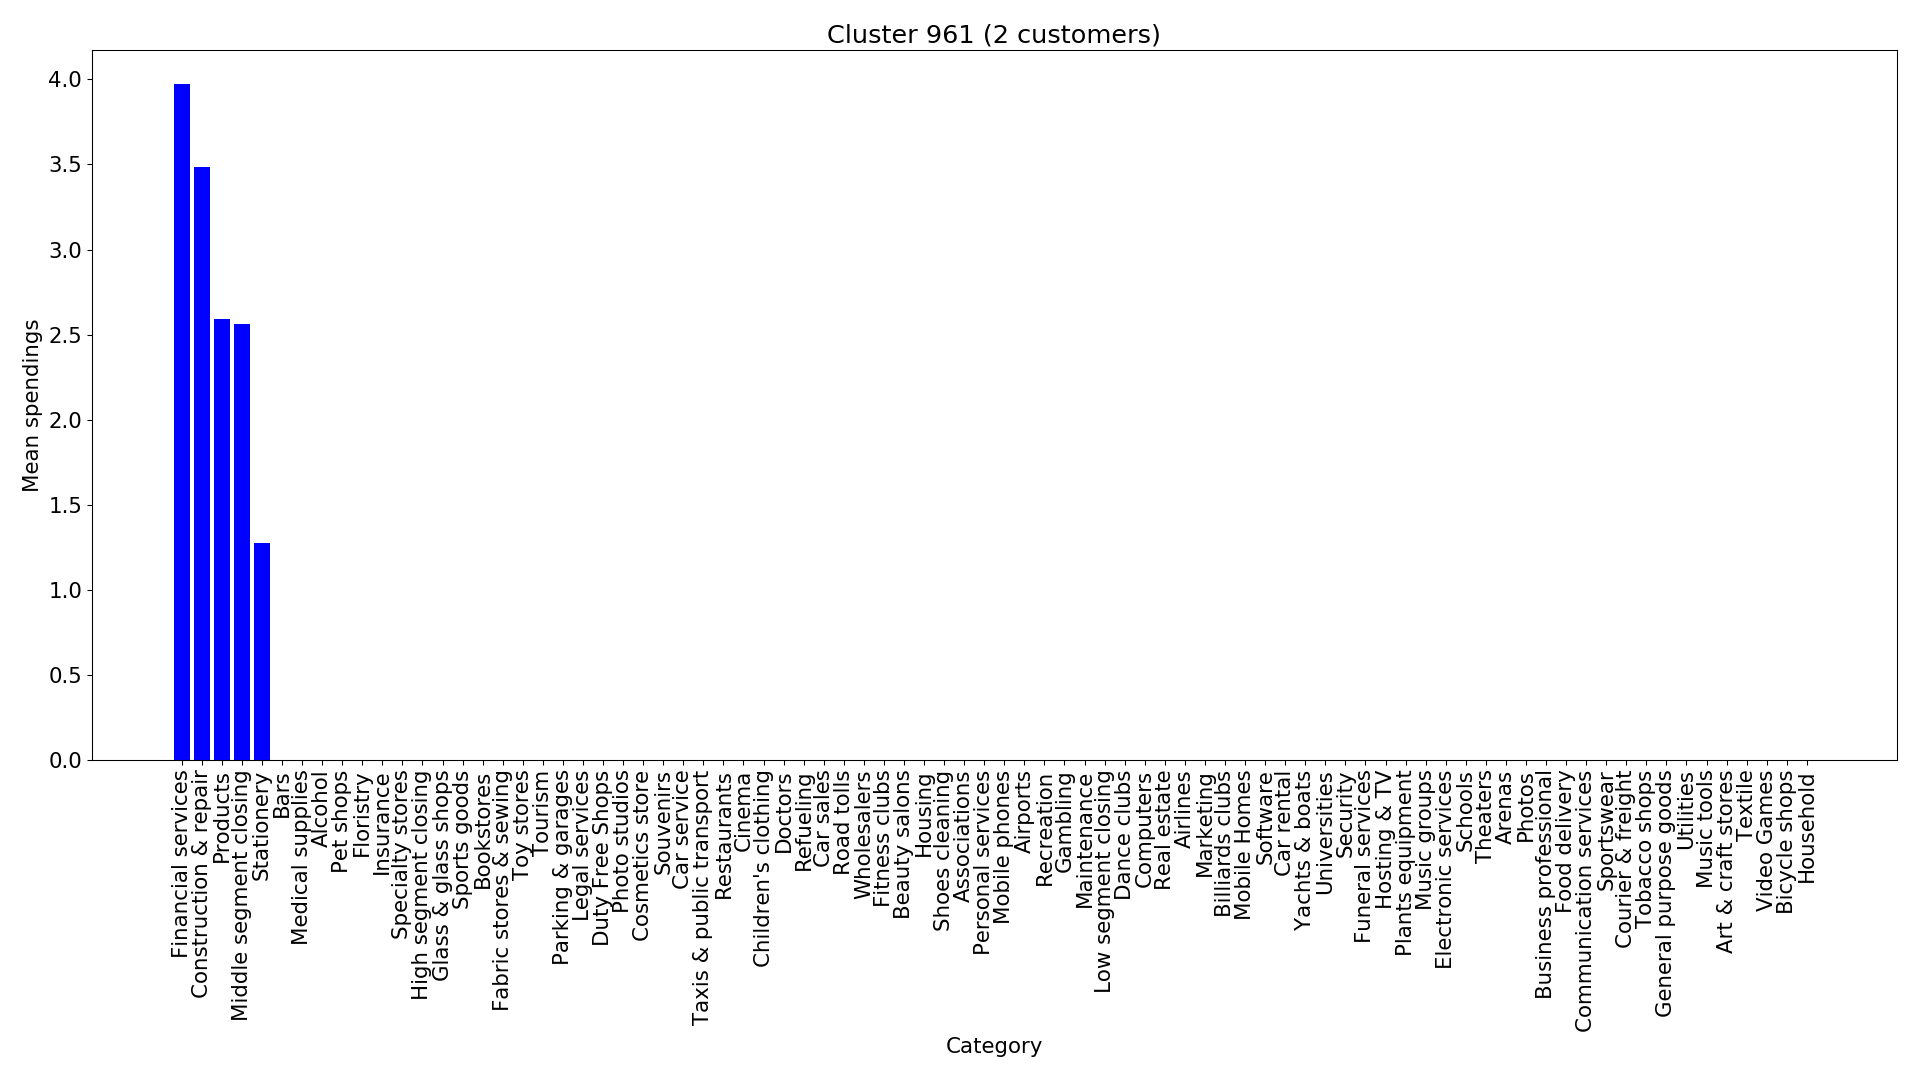 Cluster 961 (2 customers)
4.0
3.5
3.0
2.5
2.0
1.5
1.0
0.5
0.0
Mean spendings
Financial services
Construction & repair
Products
Middle segment closing
Stationery
Bars
Medical supplies
Alcohol
Pet shops
Floristry
Insurance
Specialty stores
High segment closing
Glass & glass shops
Sports goods
Bookstores
Fabric stores & sewing
Toy stores
Tourism
Parking & garages
Legal services
Duty Free Shops
Photo studios
Cosmetics store
Souvenirs
Car service
Taxis & public transport
Restaurants
Cinema
Children's clothing
Doctors
Refueling
Car sales
Road tolls
Wholesalers
Fitness clubs
Beauty salons
Housing
Shoes cleaning
Associations
Personal services
Mobile phones
Airports
Recreation
Gambling
Maintenance
Low segment closing
Dance clubs
Computers
Real estate
Airlines
Marketing
Billiards clubs
Mobile Homes
Software
Car rental
Yachts & boats
Universities
Security
Funeral services
Hosting & TV
Plants equipment
Music groups
Electronic services
Schools
Theaters
Arenas
Photos
Business professional
Food delivery
Communication services
Sportswear
Courier & freight
Tobacco shops
General purpose goods
Utilities
Music tools
Art & craft stores
Textile
Video Games
Bicycle shops
Household
Category